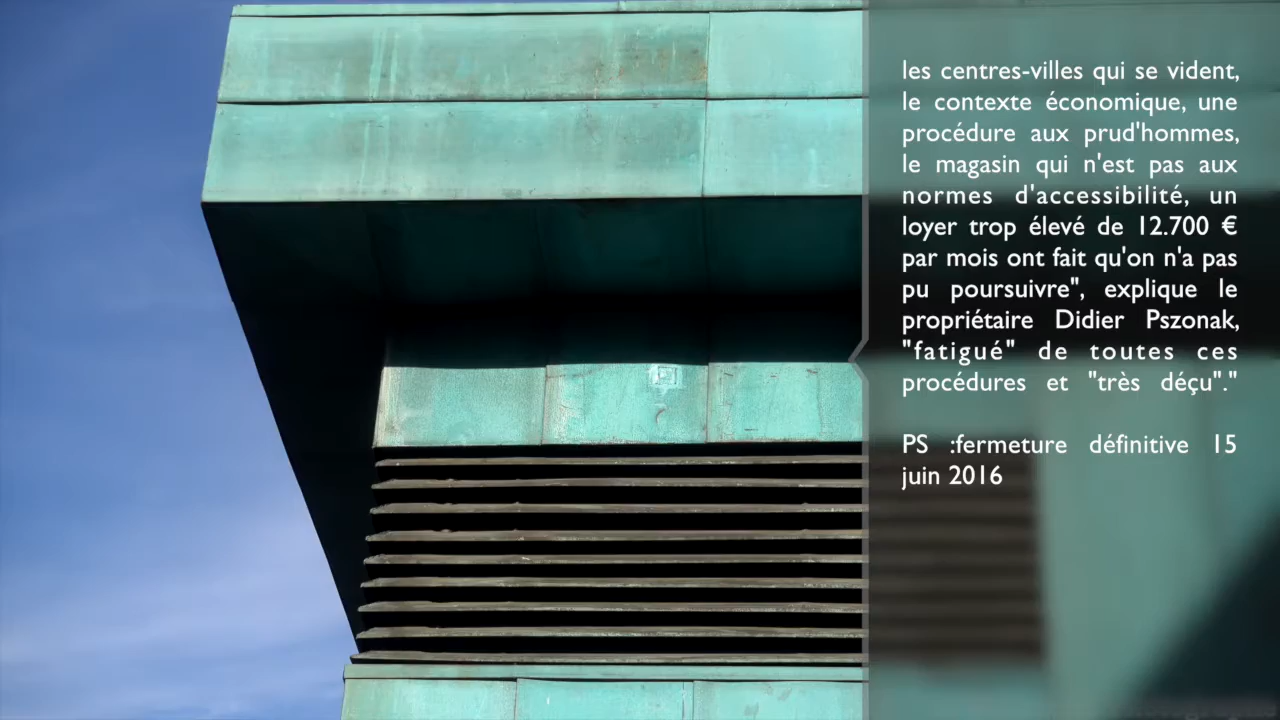 les centres-villes qui se vident,
le contexte économique, une
procédure aux prud'hommes,
le magasin qui n'est pas aux
normes d'accessibilité, un
loyer trop élevé de 12.700 €
par mois ont fait qu'on n'a pas
pu poursuivre", explique le
propriétaire Didier Pszonak,
"fatigué" de toutes ces
procédures et "très déçu"."
PS :fermeture définitive 15
juin 2016